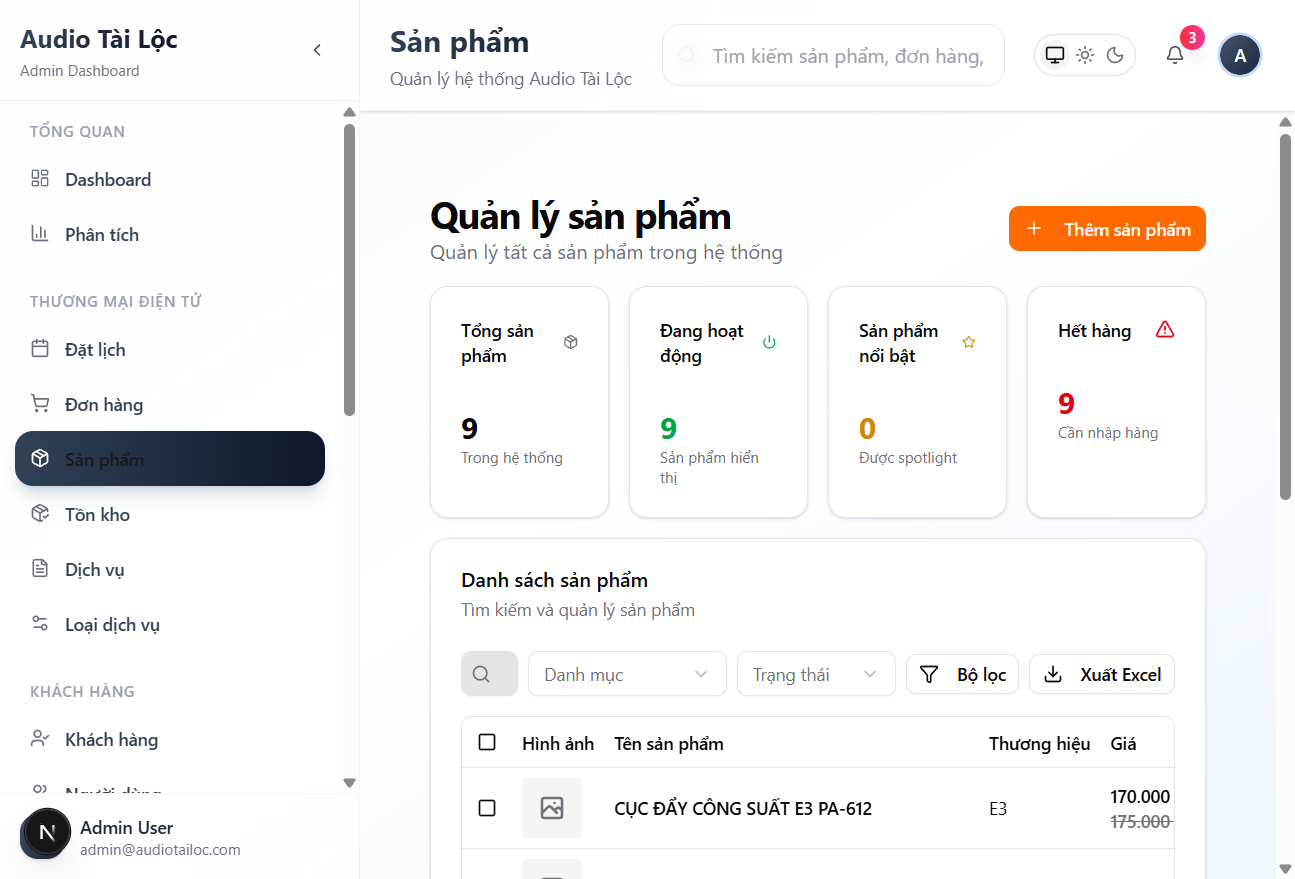 Audio Tài Lộc
Admin Dashboard
TỔNG QUAN
Dashboard
Phân tích
THƯƠNG MẠI ĐIỆN TỬ
Đặt lịch
Đơn hàng
Sản phẩm
Tồn kho
Dịch vụ
Loại dịch vụ
KHÁCH HÀNG
Khách hàng
Người dùng
N
Admin User
admin@audiotailoc.com
Sản phẩm
Quản lý hệ thống Audio Tài Lộc
Tìm kiếm sản phẩm, đơn hàng,
3
A
Quản lý sản phẩm
Quản lý tất cả sản phẩm trong hệ thống
Thêm sản phẩm
Tổng sản
phẩm
9
Trong hệ thống
Đang hoạt
động
9
Sản phẩm hiển
thị
Sản phẩm
nổi bật
0
Được spotlight
Hết hàng
9
Cần nhập hàng
Danh sách sản phẩm
Tìm kiếm và quản lý sản phẩm
Danh mục
Trạng thái
Bộ lọc
Xuất Excel
Hình ảnh
Tên sản phẩm
Thương hiệu
Giá
CỤC ĐẨY CÔNG SUẤT E3 PA-612
E3
170.000
175.000